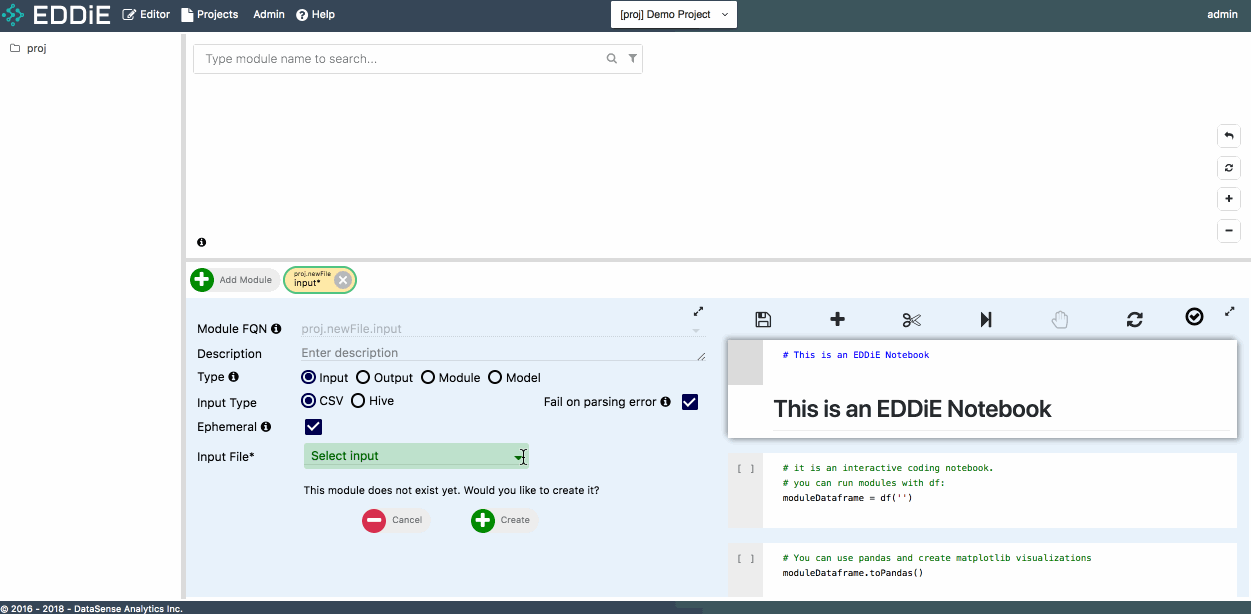 EDDiE Editor Projects Admin Help [proj] Demo Project admin
proj
Type module name to search...
Add Module
proj.newFile
input*
Module FQN proj.newFile.input
Description Enter description
Type Input Output Module Model
Input Type CSV Hive Fail on parsing error
Ephemeral
Input File* Select input
This module does not exist yet. Would you like to create it?
Cancel Create
# This is an EDDiE Notebook
This is an EDDiE Notebook
[ ] # it is an interactive coding notebook.
# you can run modules with df:
moduleDataframe = df('')
[ ] # You can use pandas and create matplotlib visualizations
moduleDataframe.toPandas()
© 2016 - 2018 - DataSense Analytics Inc.